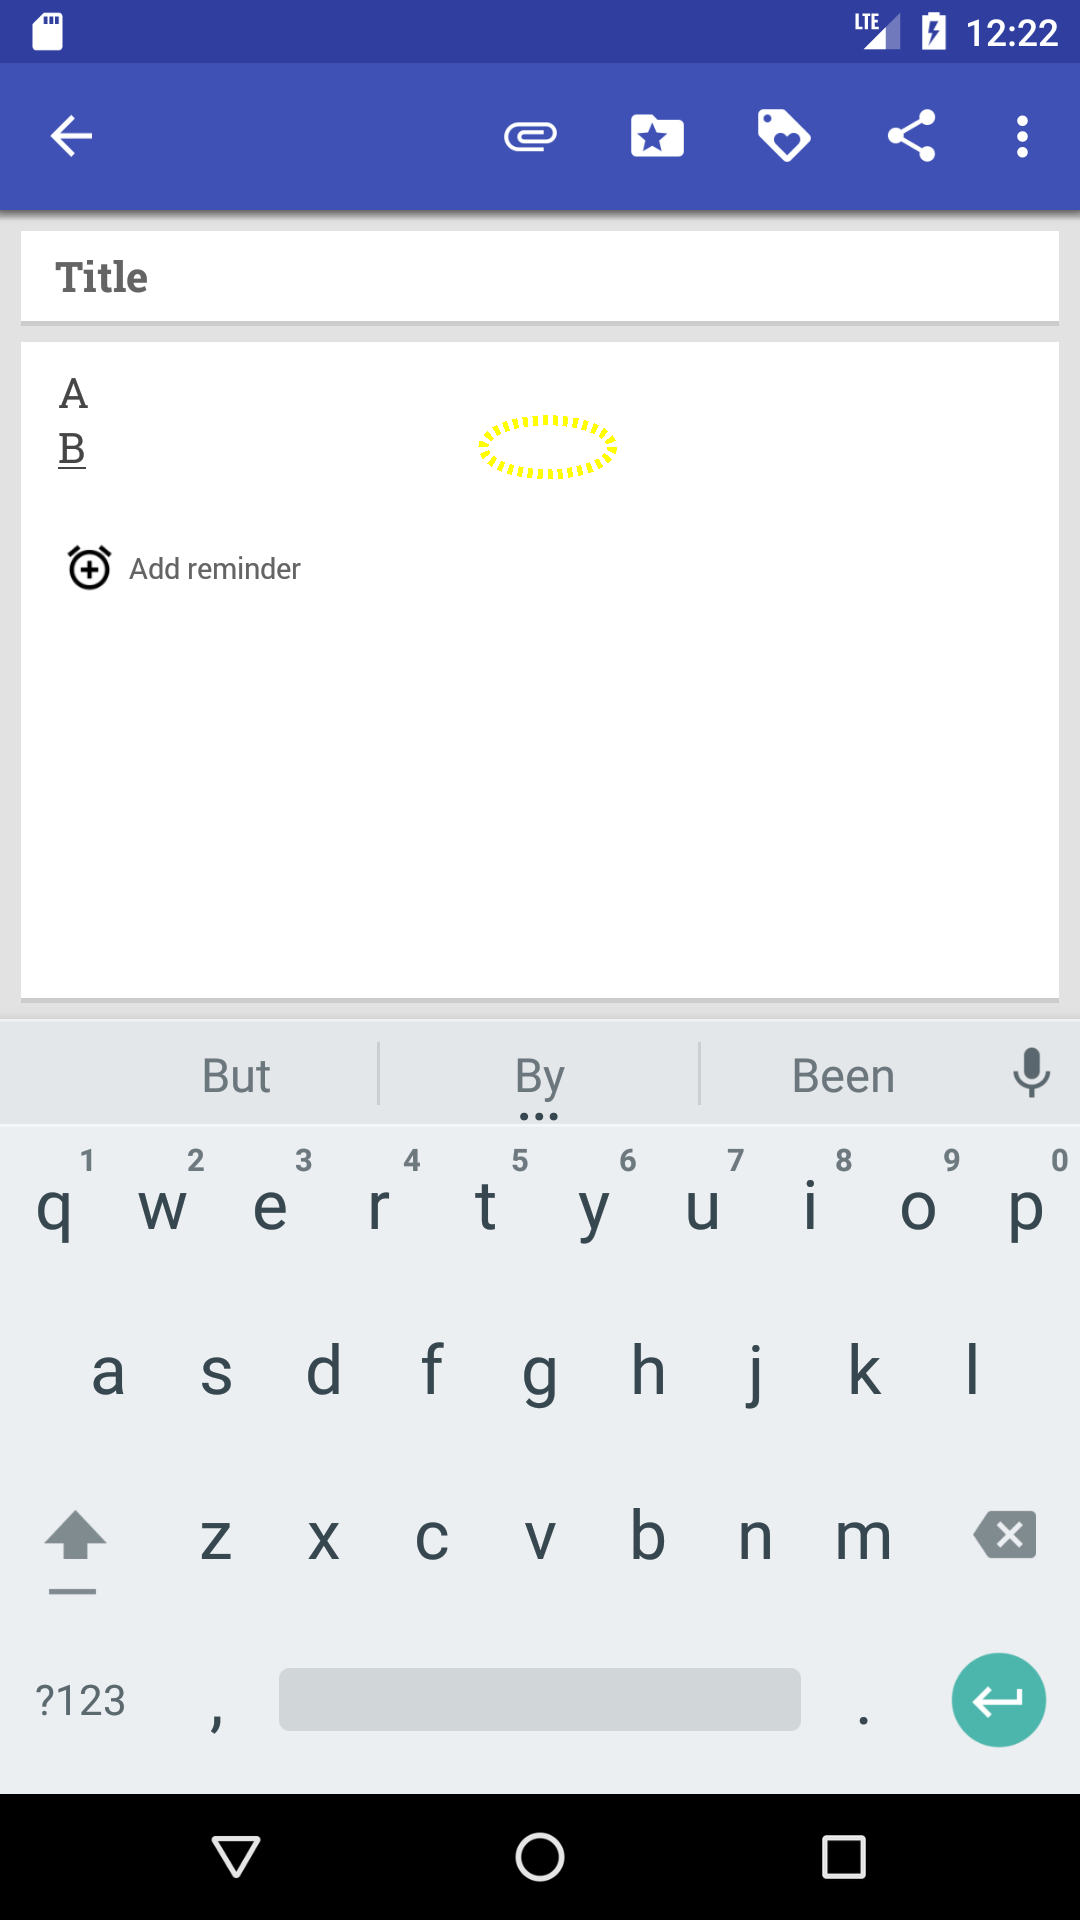 LTE 12:22
Title
A
B
Add reminder
But By Been
1 2 3 4 5 6 7 8 9 0
q w e r t y u i o p
a s d f g h j k l
z x c v b n m
?123 , .